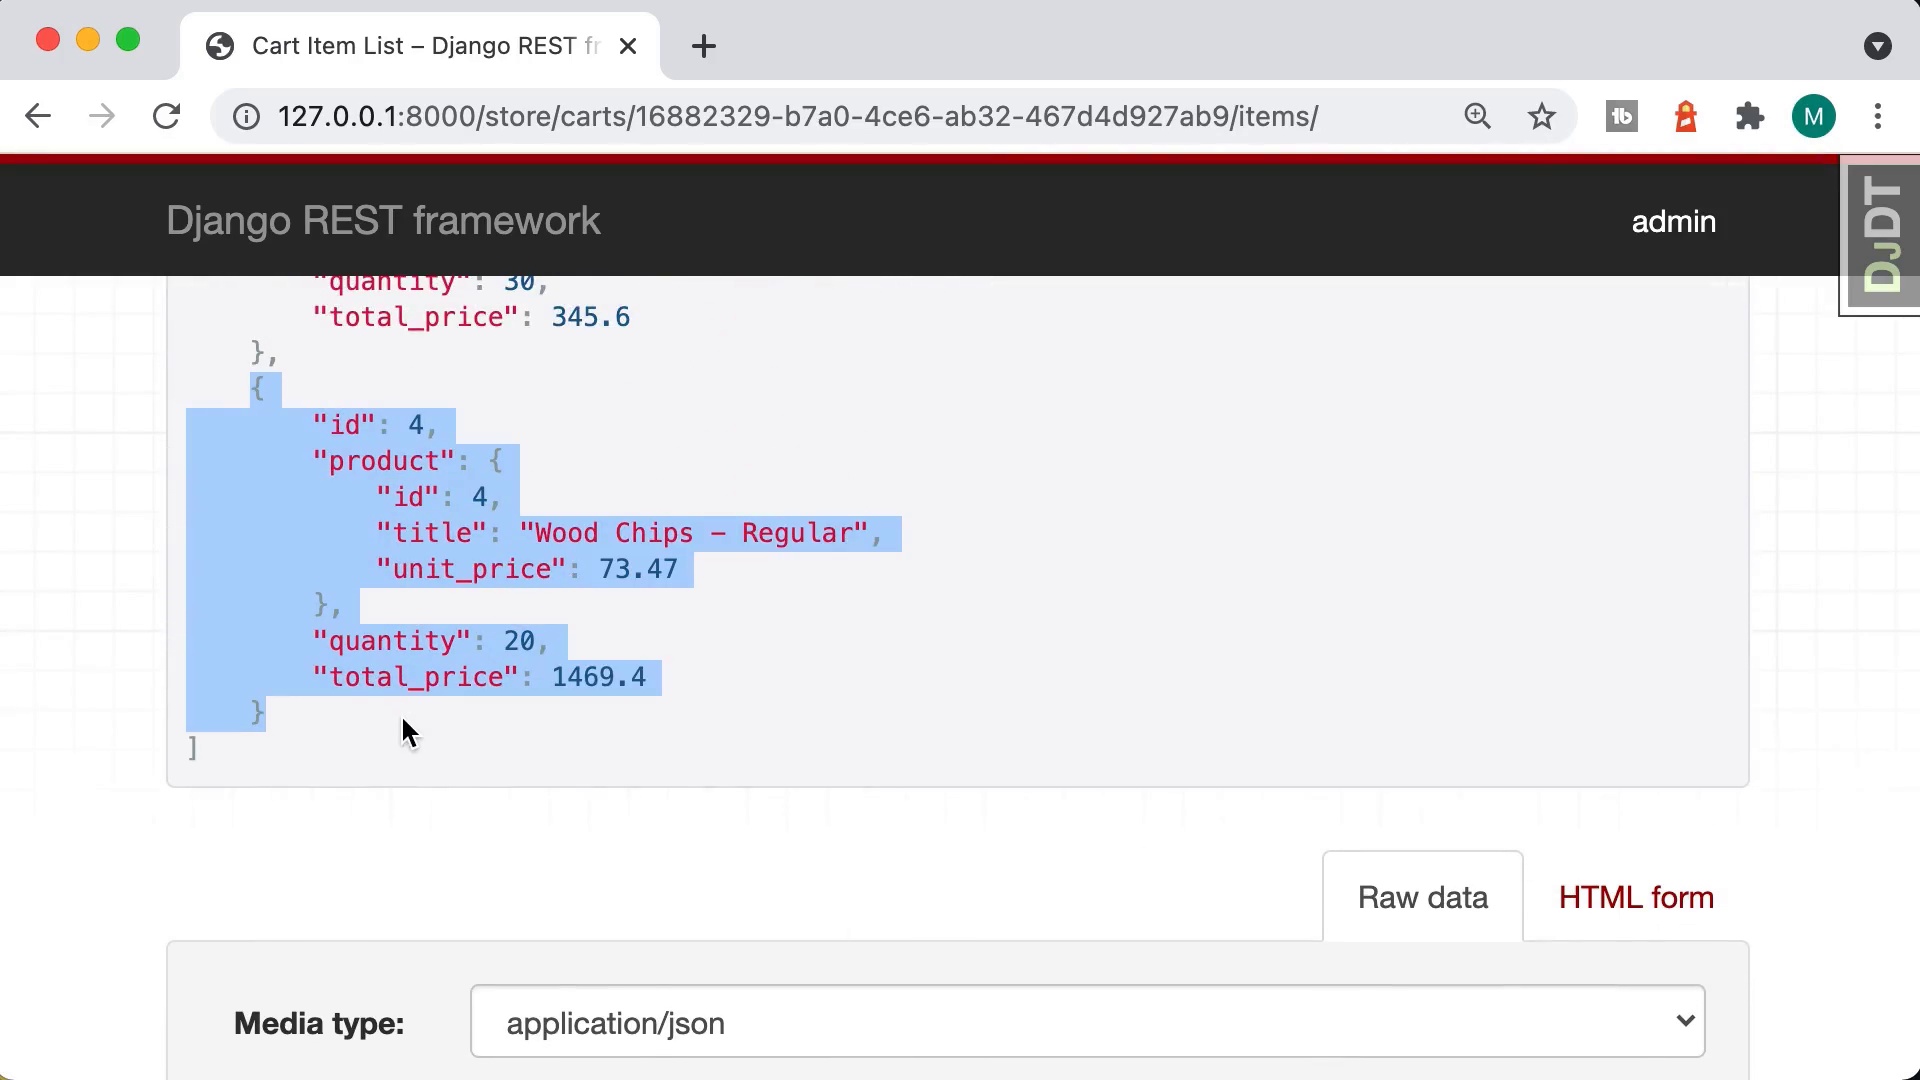 Cart Item List – Django REST fr
127.0.0.1:8000/store/carts/16882329-b7a0-4ce6-ab32-467d4d927ab9/items/
M
Django REST framework
admin
DJDT
"quantity": 30,
"total_price": 345.6
},
{
"id": 4,
"product": {
"id": 4,
"title": "Wood Chips – Regular",
"unit_price": 73.47
},
"quantity": 20,
"total_price": 1469.4
}
]
Raw data
HTML form
Media type:
application/json